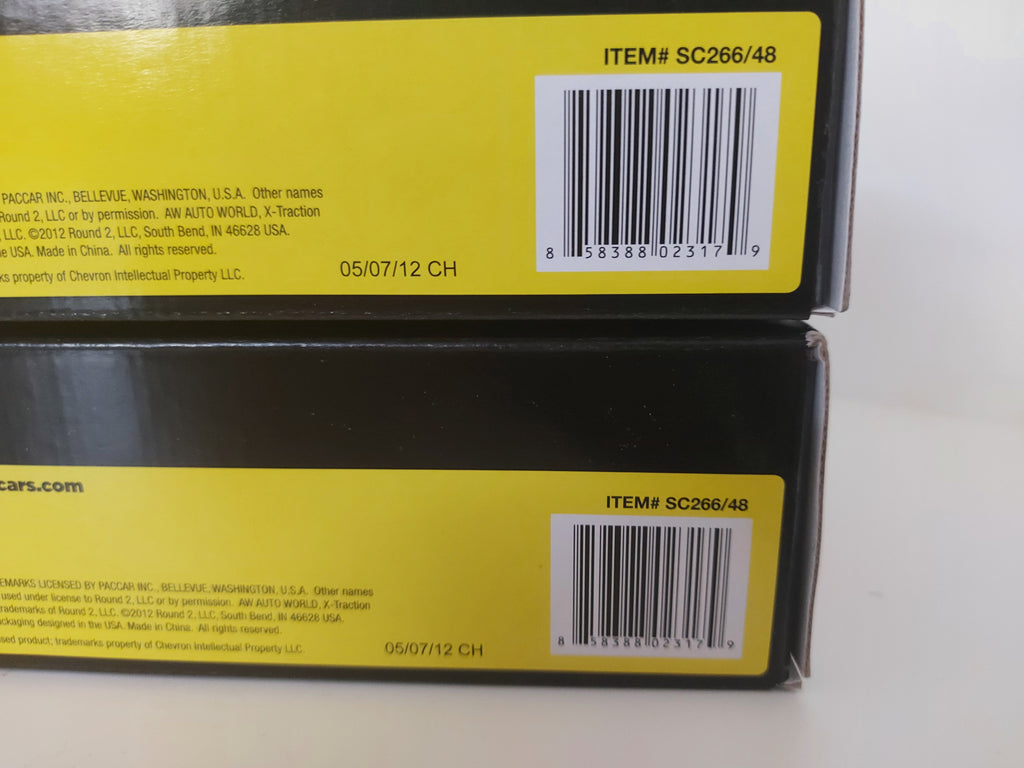 ITEM# SC266/48
8 58388 02317 9
PACCAR INC., BELLEVUE, WASHINGTON, U.S.A. Other names
Round 2, LLC or by permission. AW AUTO WORLD, X-Traction
, LLC. ©2012 Round 2, LLC, South Bend, IN 46628 USA.
e USA. Made in China. All rights reserved.
ks property of Chevron Intellectual Property LLC.
05/07/12 CH
cars.com
ITEM# SC266/48
8 58388 02317 9
EMARKS LICENSED BY PACCAR INC., BELLEVUE, WASHINGTON, U.S.A. Other names
used under license to Round 2, LLC or by permission. AW AUTO WORLD, X-Traction
rademarks of Round 2, LLC. ©2012 Round 2, LLC, South Bend, IN 46628 USA.
ckaging designed in the USA. Made in China. All rights reserved.
sed product, trademarks property of Chevron Intellectual Property LLC.
05/07/12 CH